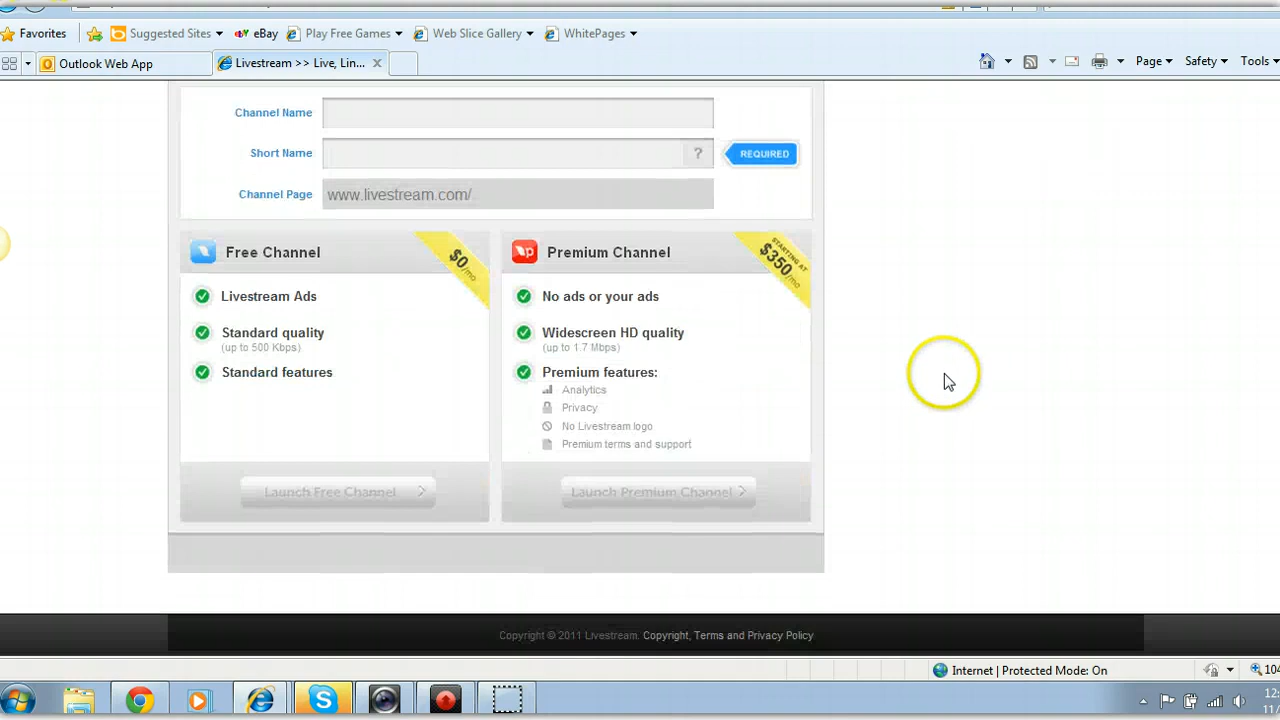 Favorites Suggested Sites eBay Play Free Games Web Slice Gallery WhitePages
Outlook Web App Livestream >> Live, Lin... x Page Safety Tools
Channel Name
Short Name ? REQUIRED
Channel Page www.livestream.com/
Free Channel $0/mo
Livestream Ads
Standard quality
(up to 500 Kbps)
Standard features
Launch Free Channel >
Premium Channel STARTING AT $350/mo
No ads or your ads
Widescreen HD quality
(up to 1.7 Mbps)
Premium features:
Analytics
Privacy
No Livestream logo
Premium terms and support
Launch Premium Channel >
Copyright © 2011 Livestream. Copyright, Terms and Privacy Policy
Internet | Protected Mode: On